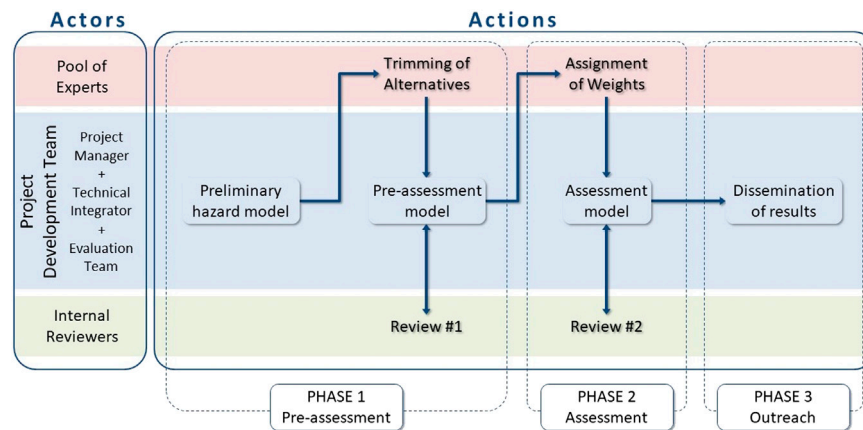 Actors
Actions
Pool of
Experts
Trimming of
Alternatives
Assignment
of Weights
Project
Development Team
Project
Manager
+
Technical
Integrator
+
Evaluation
Team
Preliminary
hazard model
Pre-assessment
model
Assessment
model
Dissemination
of results
Internal
Reviewers
Review #1
Review #2
PHASE 1
Pre-assessment
PHASE 2
Assessment
PHASE 3
Outreach